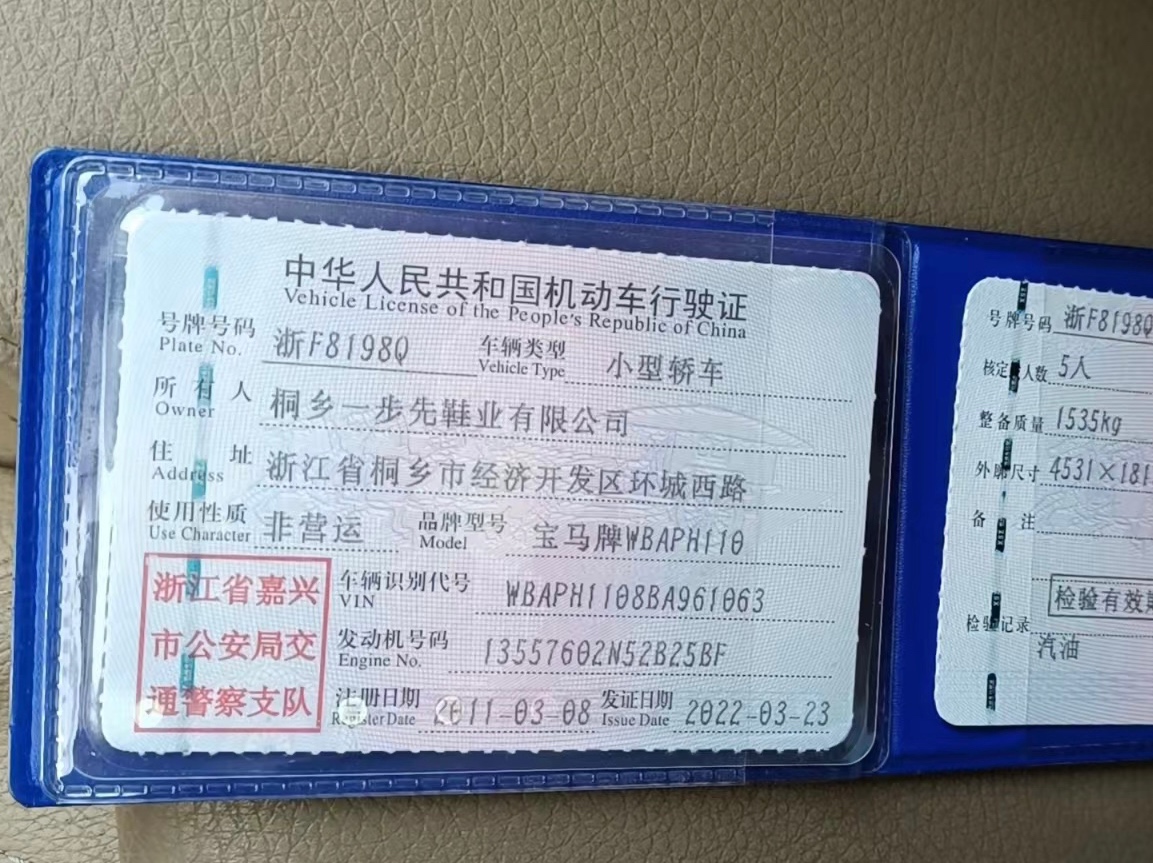 中华人民共和国机动车行驶证
Vehicle License of the People's Republic of China
号牌号码 浙F8198Q 车辆类型 小型轿车
Plate No. Vehicle Type
所有人 桐乡一步先鞋业有限公司
Owner
住址 浙江省桐乡市经济开发区环城西路
Address
使用性质 非营运 品牌型号 宝马牌WBAPH110
Use Character Model
浙江省嘉兴
市公安局交
通警察支队
车辆识别代号 WBAPH1108BA961063
VIN
发动机号码 13557602N52B25BF
Engine No.
注册日期 2011-03-08 发证日期 2022-03-23
Register Date Issue Date
号牌号码 浙F8198Q
核定 人数 5人
整备质量 1535kg
外廓尺寸 4531×181
备注
检验有效
检验记录
汽油